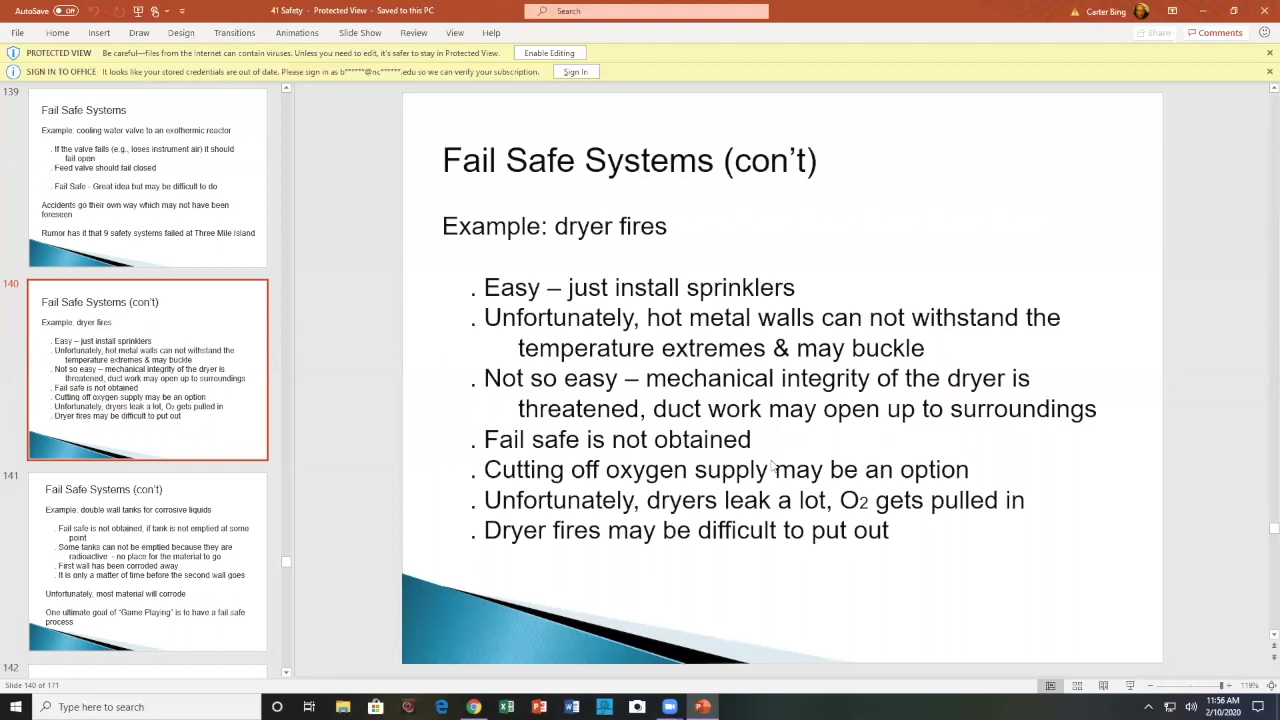 AutoSave Off
41 Safety - Protected View - Saved to this PC
Search
Carter Bing
File Home Insert Draw Design Transitions Animations Slide Show Review View Help
Share Comments
PROTECTED VIEW Be careful—files from the Internet can contain viruses. Unless you need to edit, it's safer to stay in Protected View. Enable Editing
SIGN IN TO OFFICE It looks like your stored credentials are out of date. Please sign in as b******@nc******.edu so we can verify your subscription. Sign In
139
Fail Safe Systems
Example: cooling water valve to an exothermic reactor
. If the valve fails (e.g., loses instrument air) it should
fail open
. Feed valve should fail closed
. Fail Safe - Great idea but may be difficult to do
Accidents go their own way which may not have been
foreseen
Rumor has it that 9 safety systems failed at Three Mile Island
140
Fail Safe Systems (con't)
Example: dryer fires
. Easy – just install sprinklers
. Unfortunately, hot metal walls can not withstand the
temperature extremes & may buckle
. Not so easy – mechanical integrity of the dryer is
threatened, duct work may open up to surroundings
. Fail safe is not obtained
. Cutting off oxygen supply may be an option
. Unfortunately, dryers leak a lot, O2 gets pulled in
. Dryer fires may be difficult to put out
141
Fail Safe Systems (con't)
Example: double wall tanks for corrosive liquids
. Fail safe is not obtained, if tank is not emptied at some
point
. Some tanks can not be emptied because they are
radioactive - no place for the material to go
. First wall has been corroded away
. It is only a matter of time before the second wall goes
Unfortunately, most material will corrode
One ultimate goal of "Game Playing" is to have a fail safe
process
142
Fail Safe Systems (con't)
Example: dryer fires
. Easy – just install sprinklers
. Unfortunately, hot metal walls can not withstand the
temperature extremes & may buckle
. Not so easy – mechanical integrity of the dryer is
threatened, duct work may open up to surroundings
. Fail safe is not obtained
. Cutting off oxygen supply may be an option
. Unfortunately, dryers leak a lot, O2 gets pulled in
. Dryer fires may be difficult to put out
Slide 140 of 171
119%
Type here to search
11:56 AM
2/10/2020